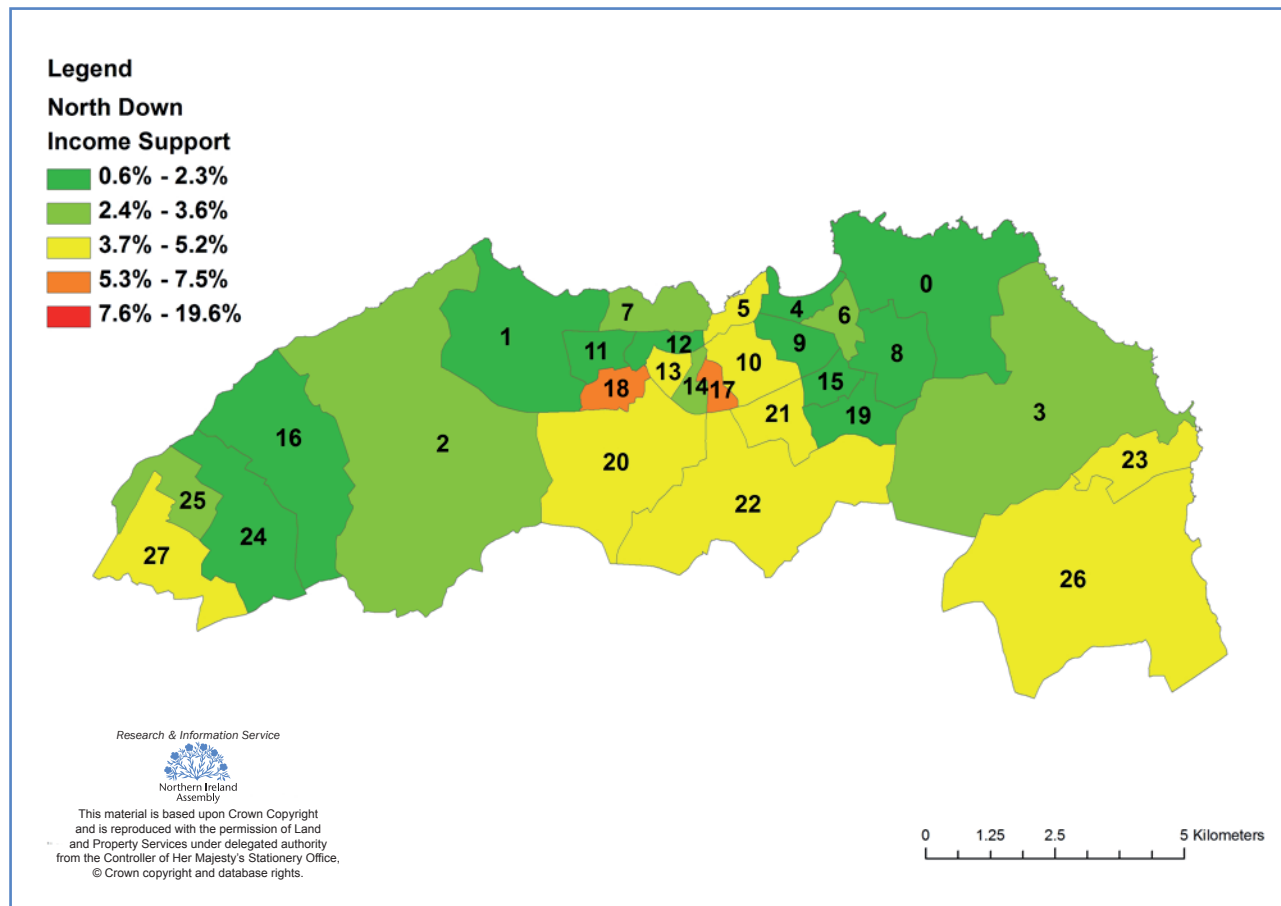 Legend
North Down
Income Support
0.6% - 2.3%
2.4% - 3.6%
3.7% - 5.2%
5.3% - 7.5%
7.6% - 19.6%
0
5
4
7
6
1
12
9
11
8
10
13
15
14
18
17
3
21
19
16
2
23
20
25
22
24
27
26
Research & Information Service
Northern Ireland
Assembly
This material is based upon Crown Copyright
and is reproduced with the permission of Land
and Property Services under delegated authority
from the Controller of Her Majesty's Stationery Office,
© Crown copyright and database rights.
0 1.25 2.5 5 Kilometers